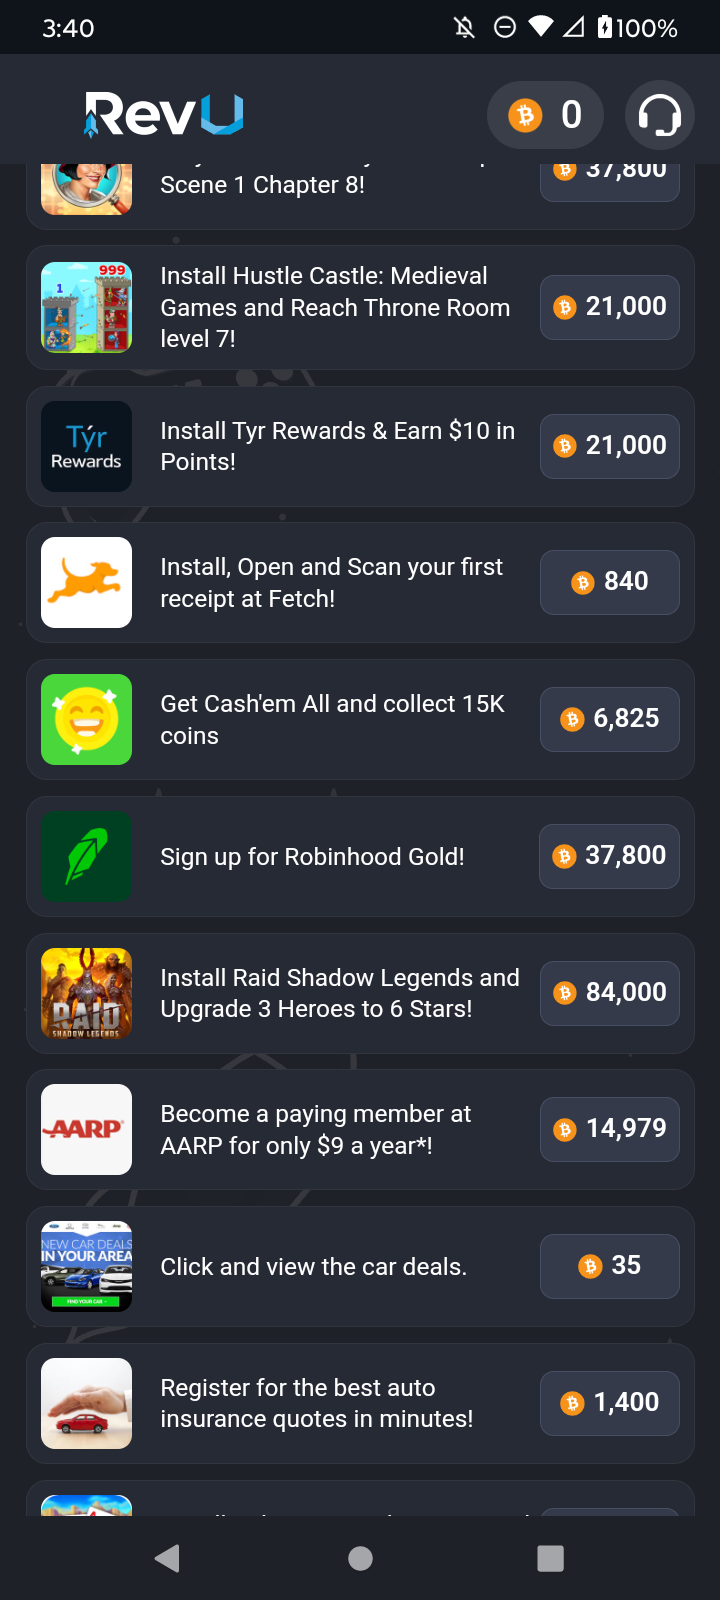 3:40
100%
RevU
0
Scene 1 Chapter 8!
37,800
999
1
Install Hustle Castle: Medieval
Games and Reach Throne Room
level 7!
21,000
Týr
Rewards
Install Tyr Rewards & Earn $10 in
Points!
21,000
Install, Open and Scan your first
receipt at Fetch!
840
Get Cash'em All and collect 15K
coins
6,825
Sign up for Robinhood Gold!
37,800
RAID
SHADOW LEGENDS
Install Raid Shadow Legends and
Upgrade 3 Heroes to 6 Stars!
84,000
AARP
Become a paying member at
AARP for only $9 a year*!
14,979
NEW CAR DEALS
IN YOUR AREA
FIND YOUR CAR
Click and view the car deals.
35
Register for the best auto
insurance quotes in minutes!
1,400